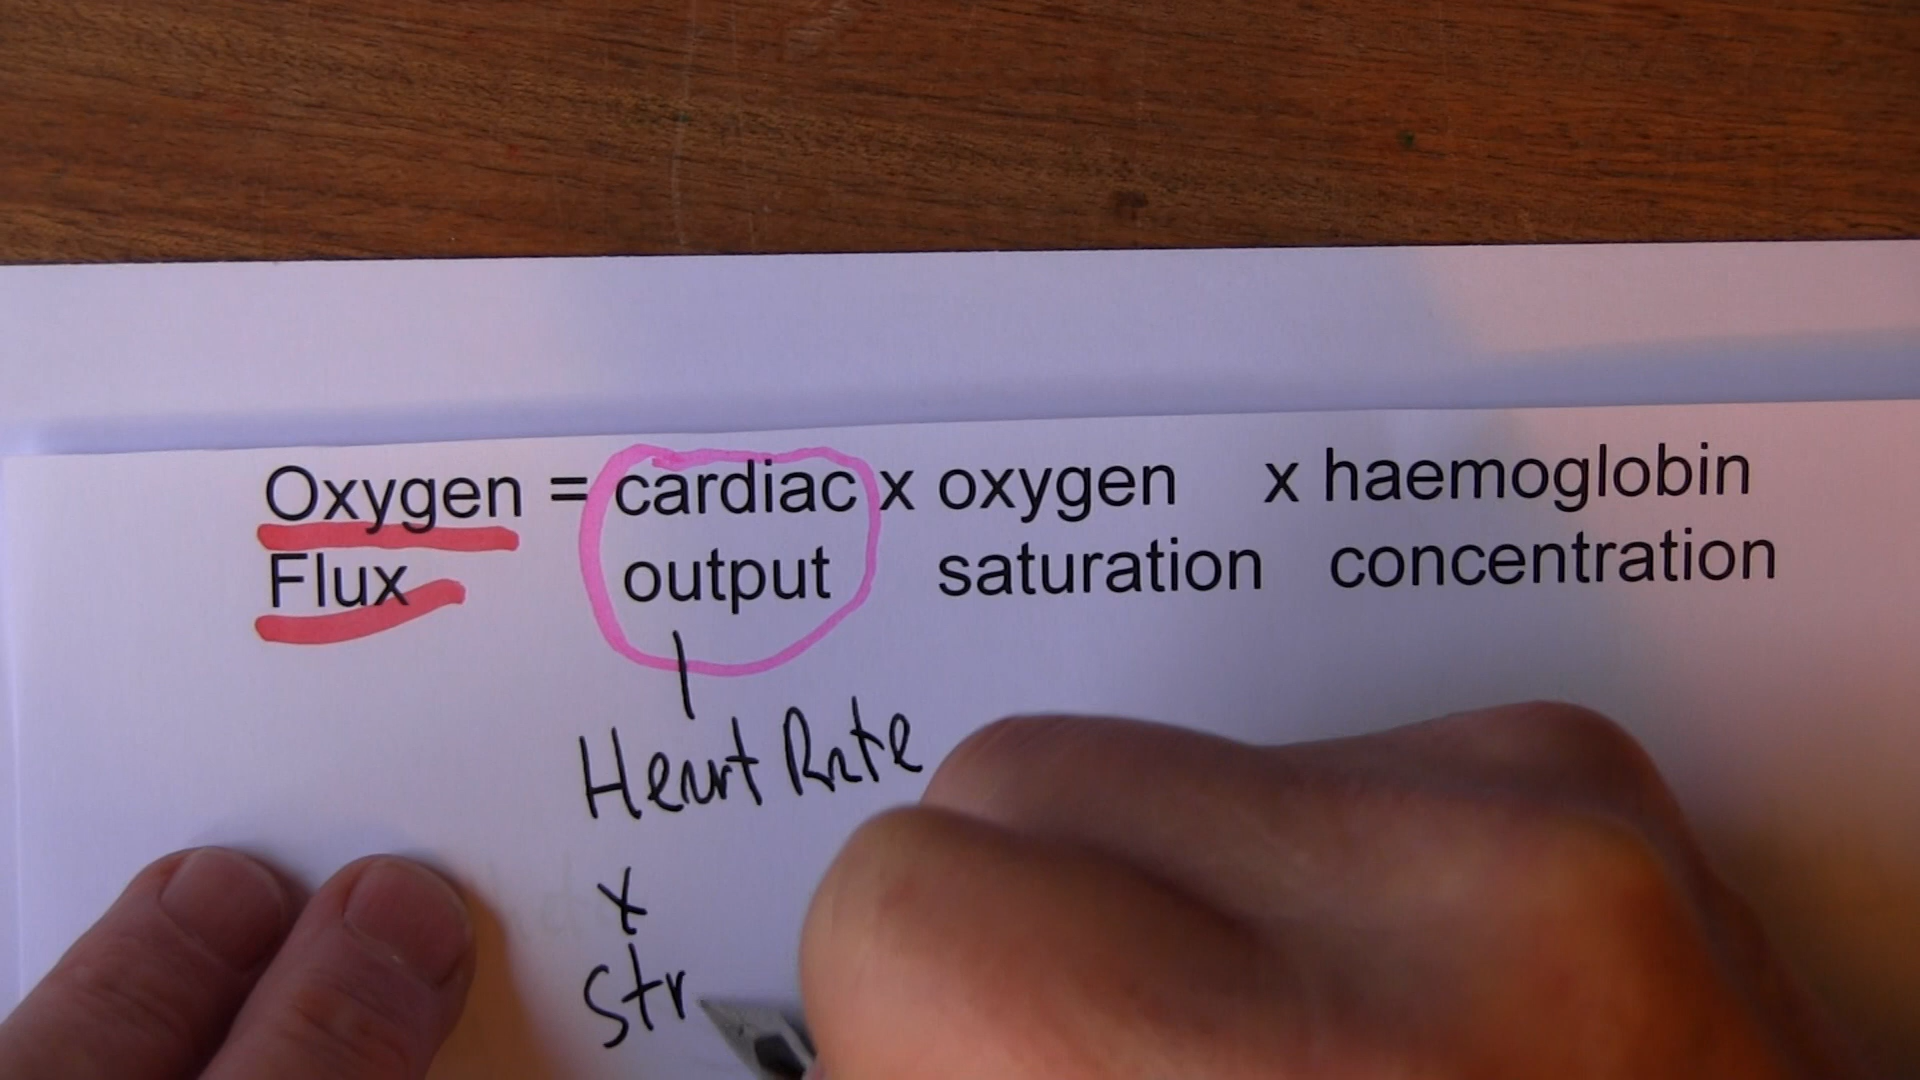 Oxygen = cardiac x oxygen x haemoglobin
Flux output saturation concentration
Heart Rate
x
Str